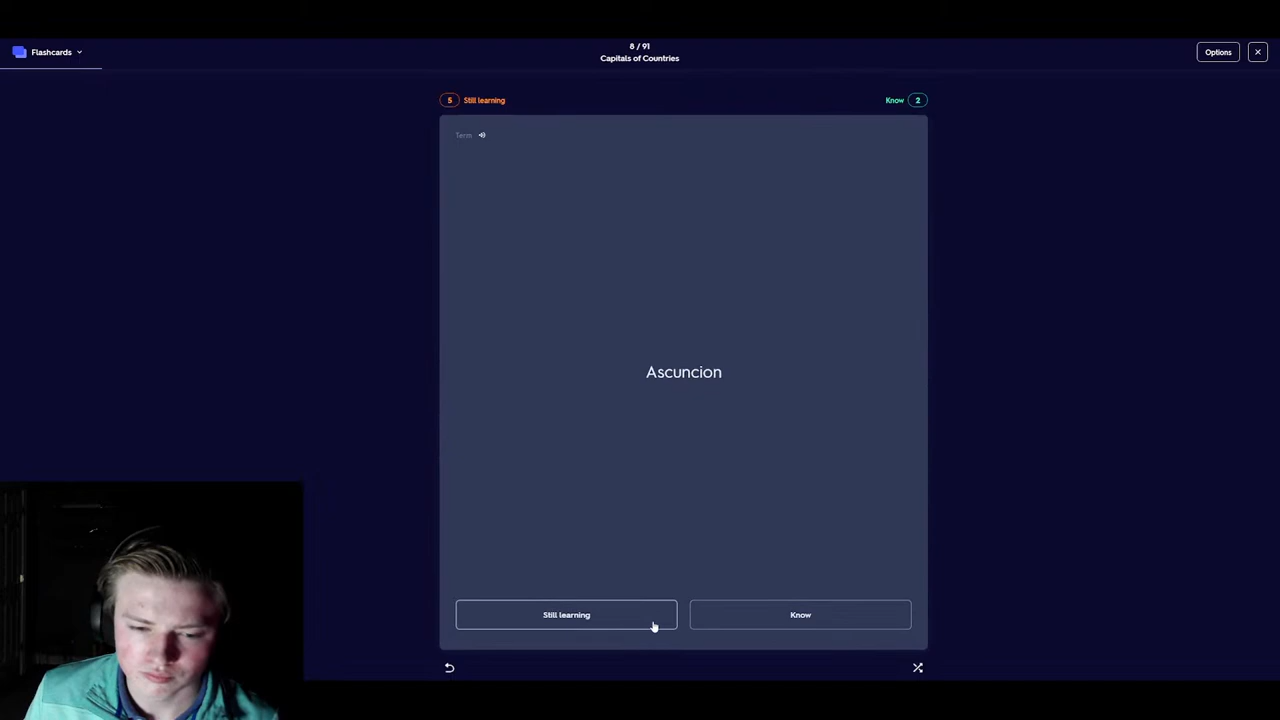 Flashcards
8 / 91
Capitals of Countries
Options
5 Still learning
Know 2
Term
Ascuncion
Still learning
Know